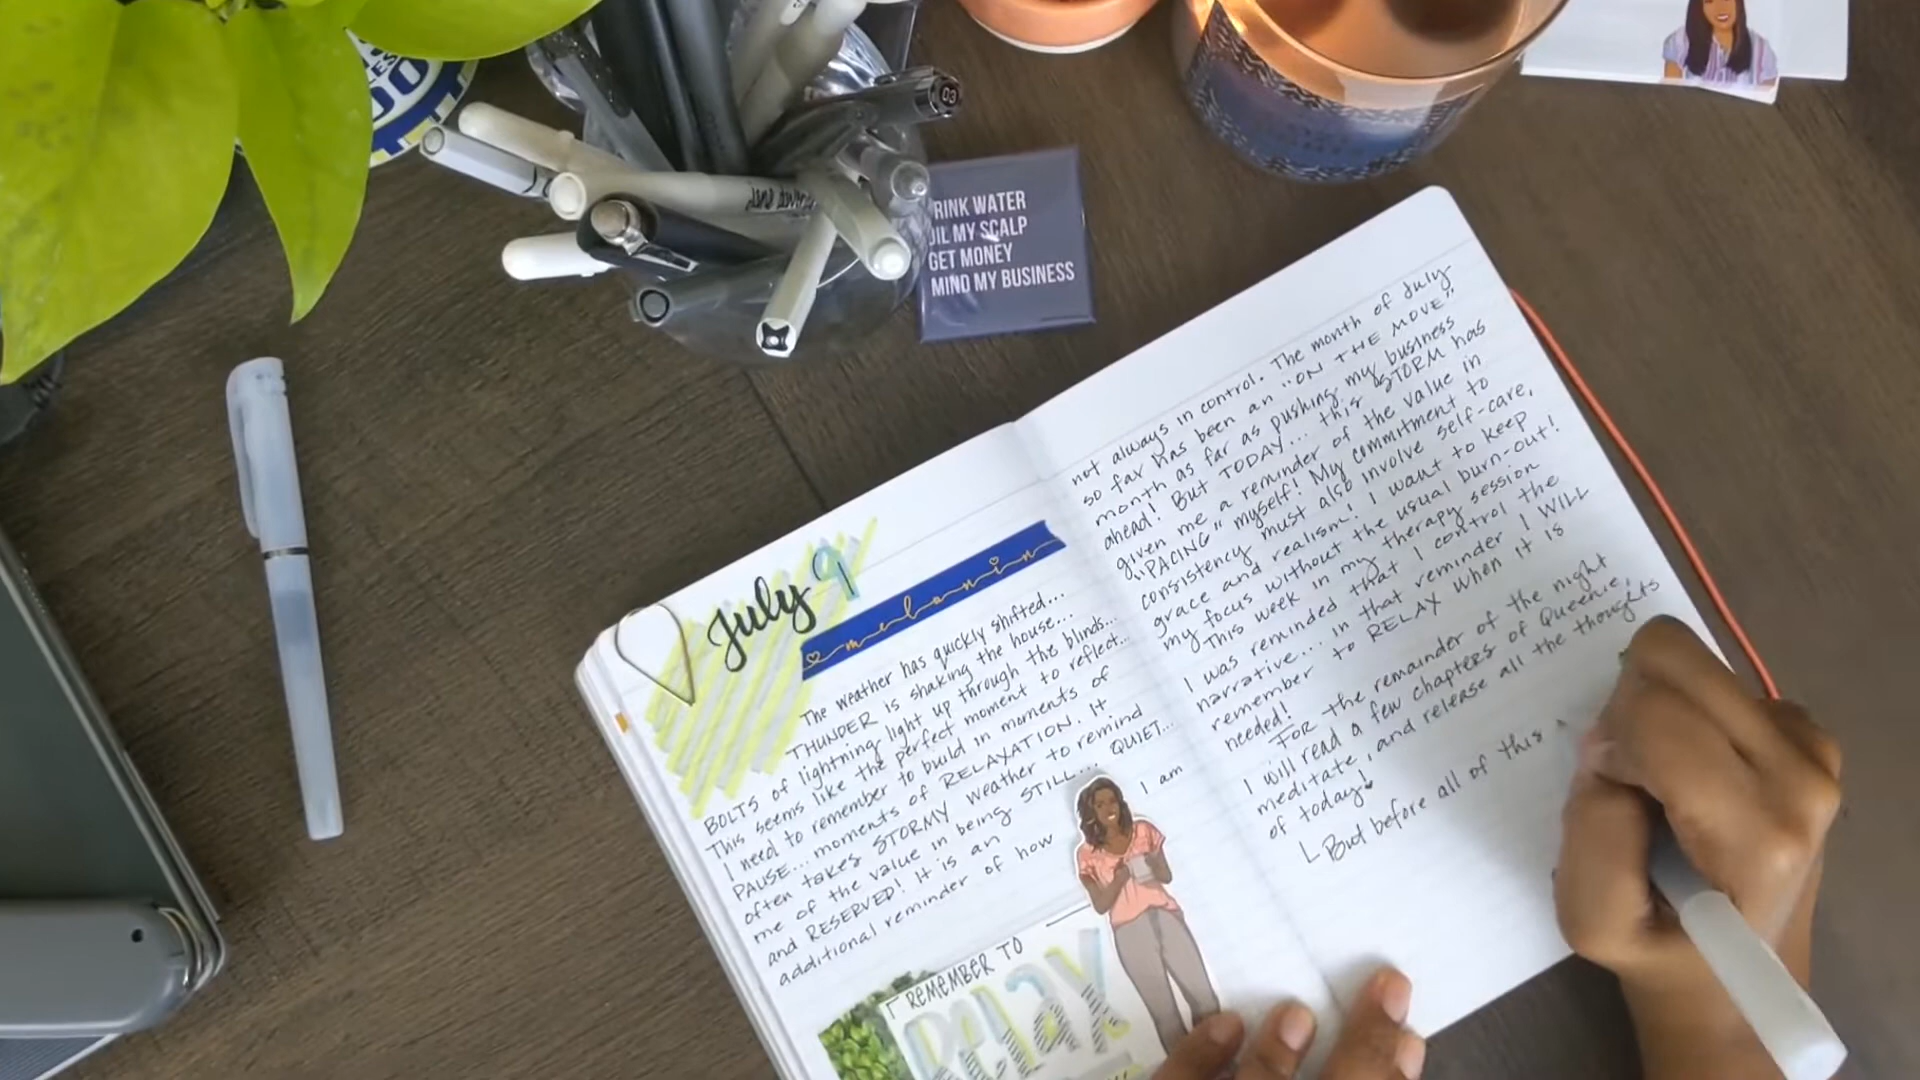 03
RINK WATER
OIL MY SCALP
GET MONEY
MIND MY BUSINESS
July 9
melanin
The weather has quickly shifted...
THUNDER is shaking the house...
BOLTS of lightning light up through the blinds...
This seems like the perfect moment to reflect...
I need to remember to build in moments of
PAUSE... moments of RELAXATION. It
often takes STORMY weather to remind
me of the value in being STILL... QUIET...
and RESERVED! It is an I am
additional reminder of how
REMEMBER TO
RELAX
not always in control. The month of July
so far has been an "ON THE MOVE"
month as far as pushing my business
ahead! But TODAY... this STORM has
given me a reminder of the value in
"PACING" myself! My commitment to
consistency must also involve self-care,
grace and realism! I want to keep
my focus without the usual burn-out!
This week in my therapy session
I was reminded that I control the
narrative... in that reminder I WILL
remember to RELAX when it is
needed!
For the remainder of the night
I will read a few chapters of Queenie,
meditate, and release all the thoughts
of today!
But before all of this